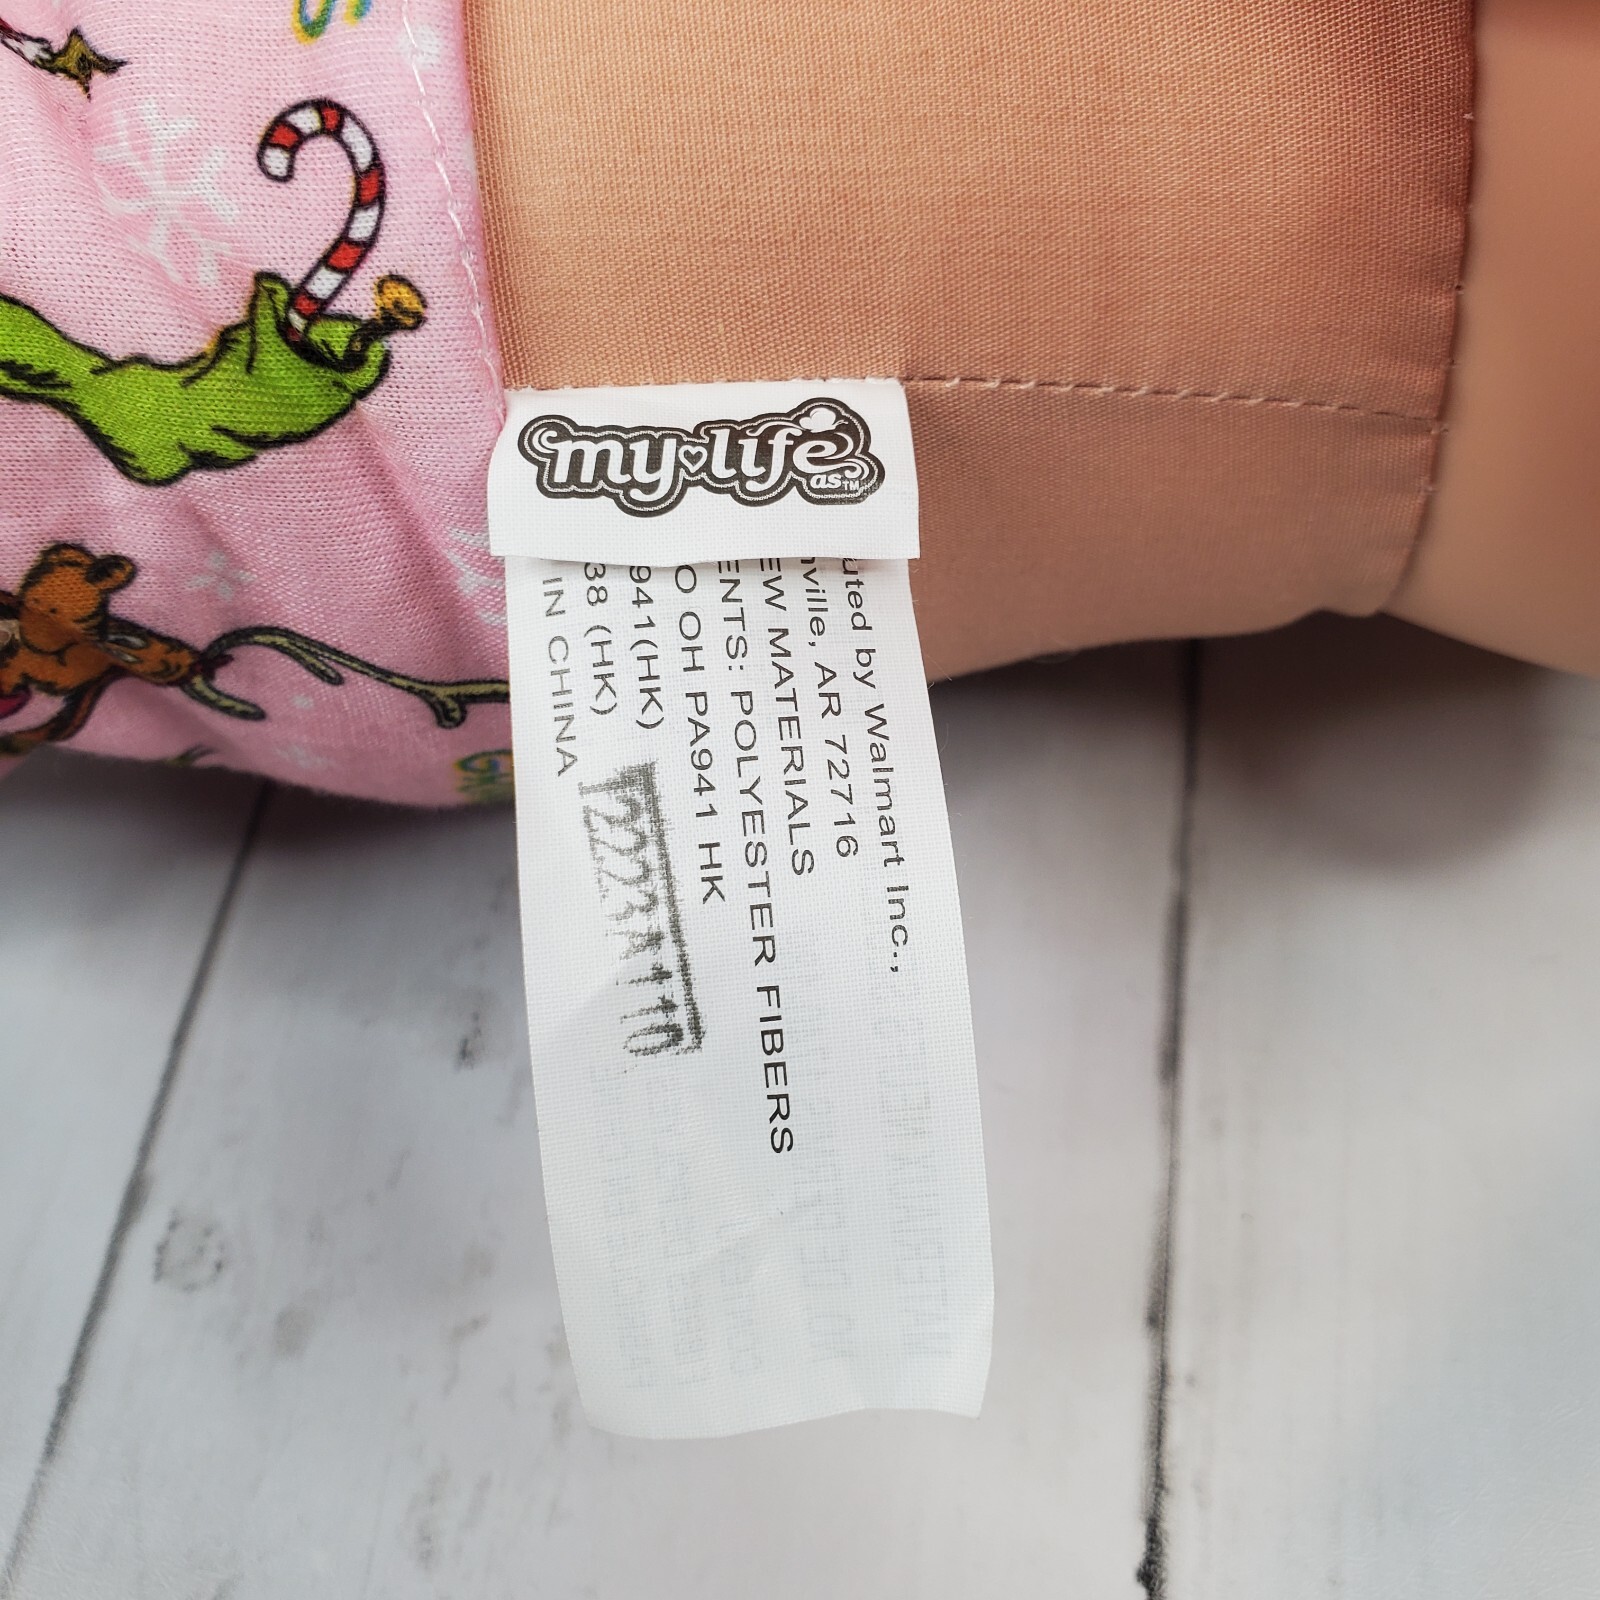 my life
as™
uted by Walmart Inc.,
ville, AR 72716
EW MATERIALS
ENTS: POLYESTER FIBERS
O OH PA941 HK
941(HK)
38 (HK)
IN CHINA